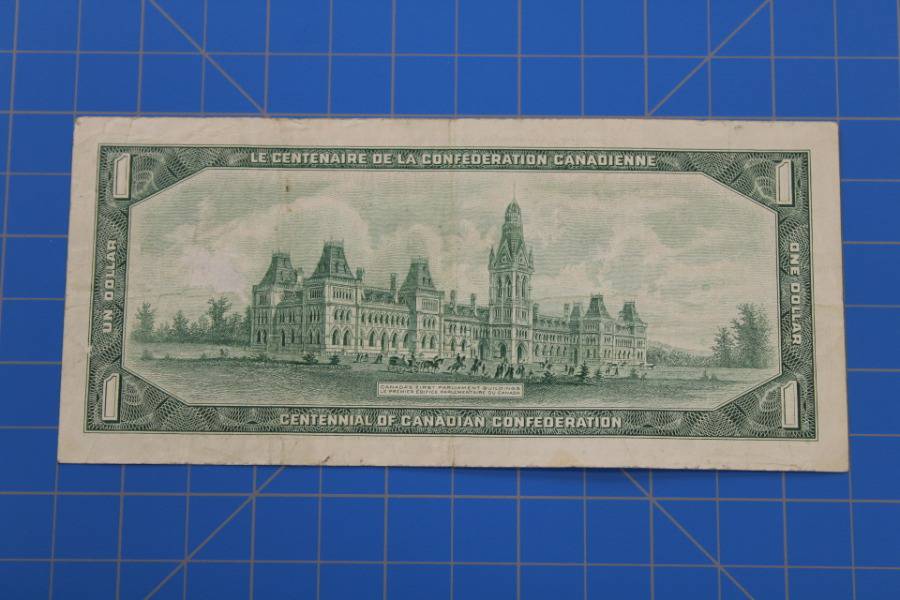 1
LE CENTENAIRE DE LA CONFÉDÉRATION CANADIENNE
1
UN DOLLAR
ONE DOLLAR
CANADA'S FIRST PARLIAMENT BUILDINGS
LE PREMIER ÉDIFICE PARLEMENTAIRE DU CANADA
1
CENTENNIAL OF CANADIAN CONFEDERATION
1